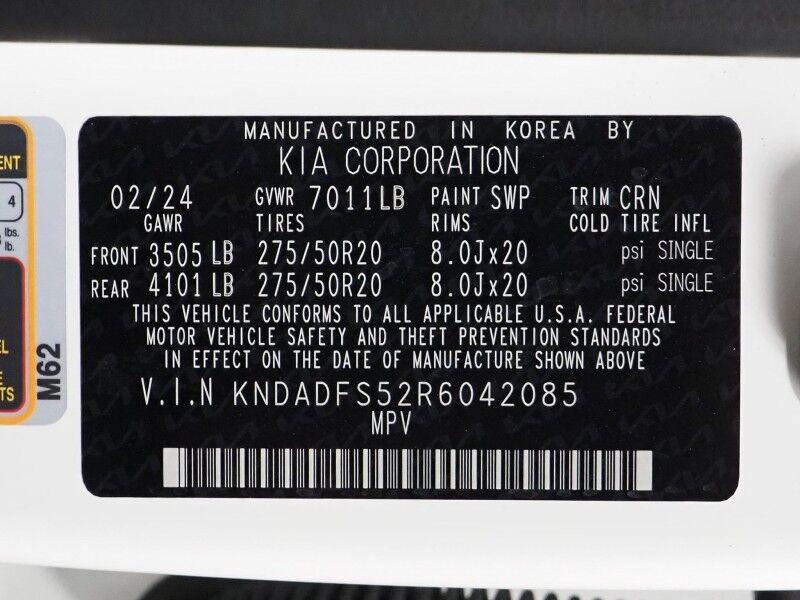 MANUFACTURED IN KOREA BY
KIA CORPORATION
02/24 GVWR 7011LB PAINT SWP TRIM CRN
GAWR TIRES RIMS COLD TIRE INFL
FRONT 3505 LB 275/50R20 8.0Jx20 psi SINGLE
REAR 4101 LB 275/50R20 8.0Jx20 psi SINGLE
THIS VEHICLE CONFORMS TO ALL APPLICABLE U.S.A. FEDERAL
MOTOR VEHICLE SAFETY AND THEFT PREVENTION STANDARDS
IN EFFECT ON THE DATE OF MANUFACTURE SHOWN ABOVE
V.I.N KNDADFS52R6042085
MPV
4
lbs.
lb.
M62